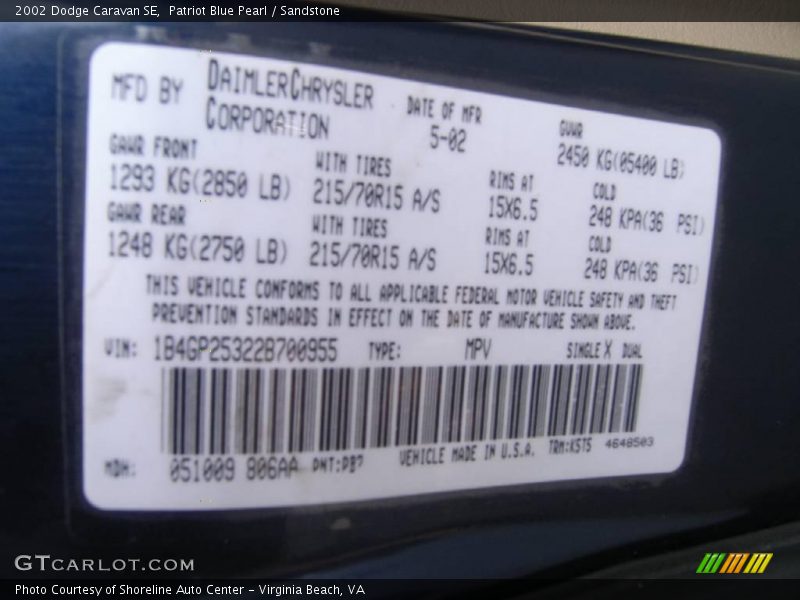 2002 Dodge Caravan SE, Patriot Blue Pearl / Sandstone
MFD BY DAIMLERCHRYSLER CORPORATION
DATE OF MFR 5-02
GVWR 2450 KG(05400 LB)
GAWR FRONT WITH TIRES RIMS AT COLD
1293 KG(2850 LB) 215/70R15 A/S 15X6.5 248 KPA(36 PSI)
GAWR REAR WITH TIRES RIMS AT COLD
1248 KG(2750 LB) 215/70R15 A/S 15X6.5 248 KPA(36 PSI)
THIS VEHICLE CONFORMS TO ALL APPLICABLE FEDERAL MOTOR VEHICLE SAFETY AND THEFT
PREVENTION STANDARDS IN EFFECT ON THE DATE OF MANUFACTURE SHOWN ABOVE.
VIN: 1B4GP25322B700955 TYPE: MPV SINGLE X DUAL
MDH: 051009 806AA PNT:PB7 VEHICLE MADE IN U.S.A. TRM:K5T5 4648503
GTCARLOT.COM
Photo Courtesy of Shoreline Auto Center - Virginia Beach, VA